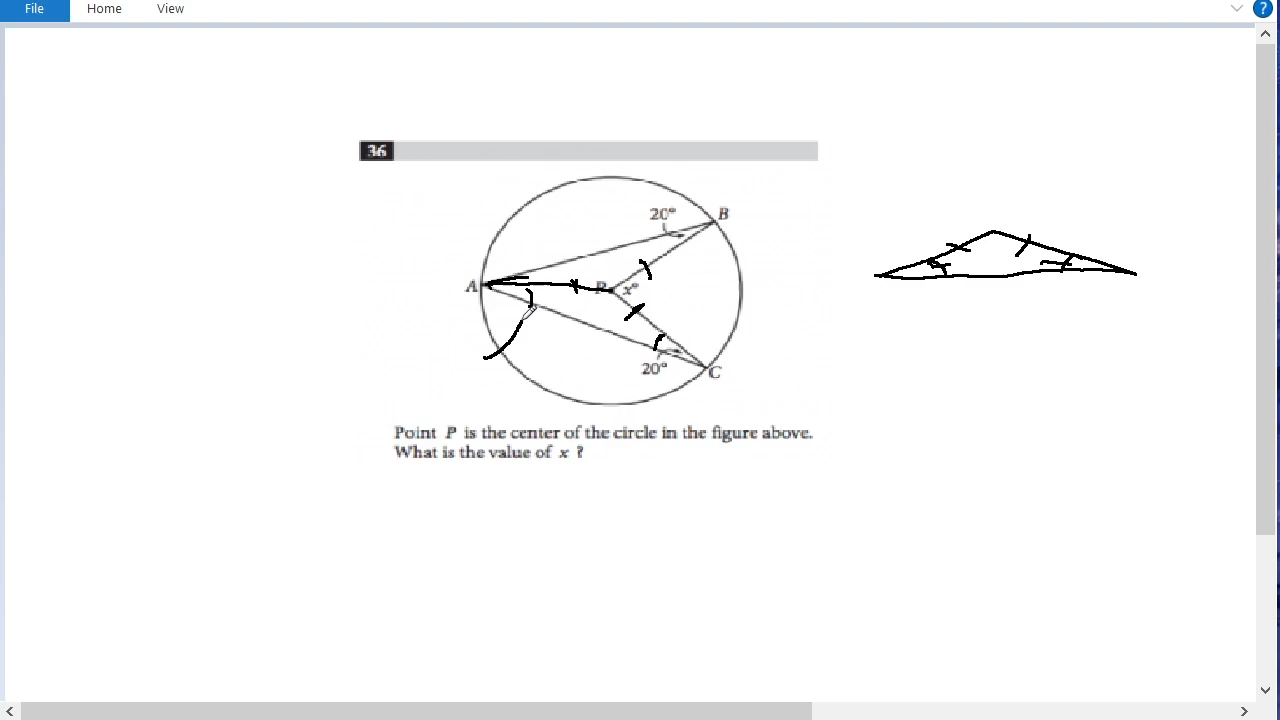 File Home View ?
36
20° B
A P x°
20° C
Point P is the center of the circle in the figure above.
What is the value of x ?